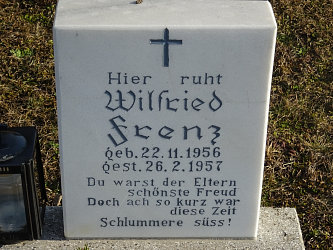 Hier ruht
Wilfried
Frenz
geb. 22.11.1956
gest. 26.2.1957
Du warst der Eltern
schönste Freud
Doch ach so kurz war
diese Zeit
Schlummere süss!